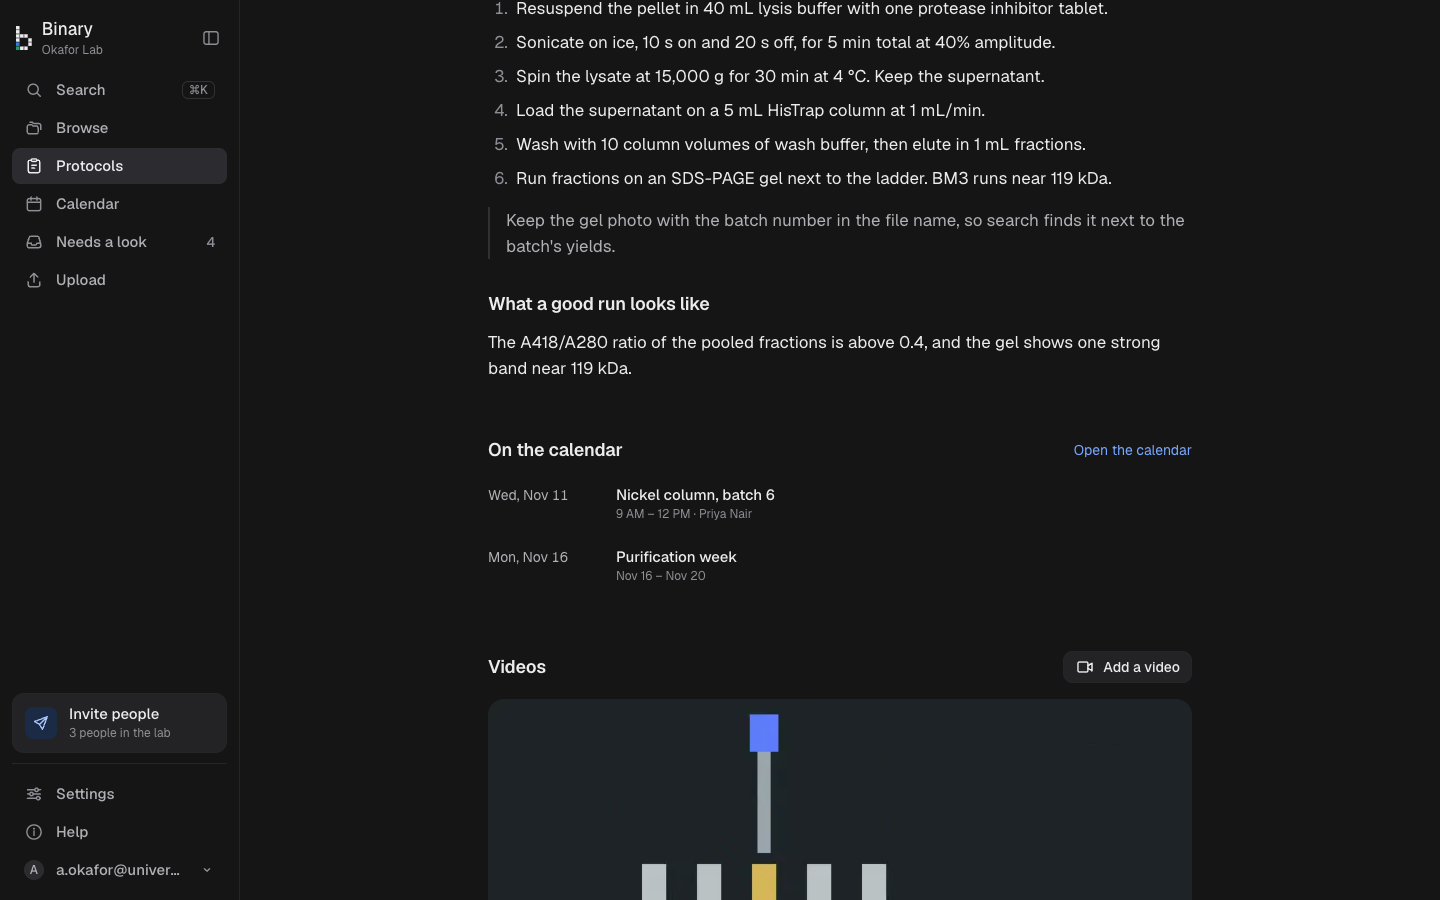 Binary
Okafor Lab
Search ⌘K
Browse
Protocols
Calendar
Needs a look 4
Upload
Invite people
3 people in the lab
Settings
Help
A a.okafor@univer...
1. Resuspend the pellet in 40 mL lysis buffer with one protease inhibitor tablet.
2. Sonicate on ice, 10 s on and 20 s off, for 5 min total at 40% amplitude.
3. Spin the lysate at 15,000 g for 30 min at 4 °C. Keep the supernatant.
4. Load the supernatant on a 5 mL HisTrap column at 1 mL/min.
5. Wash with 10 column volumes of wash buffer, then elute in 1 mL fractions.
6. Run fractions on an SDS-PAGE gel next to the ladder. BM3 runs near 119 kDa.
Keep the gel photo with the batch number in the file name, so search finds it next to the
batch's yields.
What a good run looks like
The A418/A280 ratio of the pooled fractions is above 0.4, and the gel shows one strong
band near 119 kDa.
On the calendar Open the calendar
Wed, Nov 11 Nickel column, batch 6
9 AM – 12 PM · Priya Nair
Mon, Nov 16 Purification week
Nov 16 – Nov 20
Videos Add a video